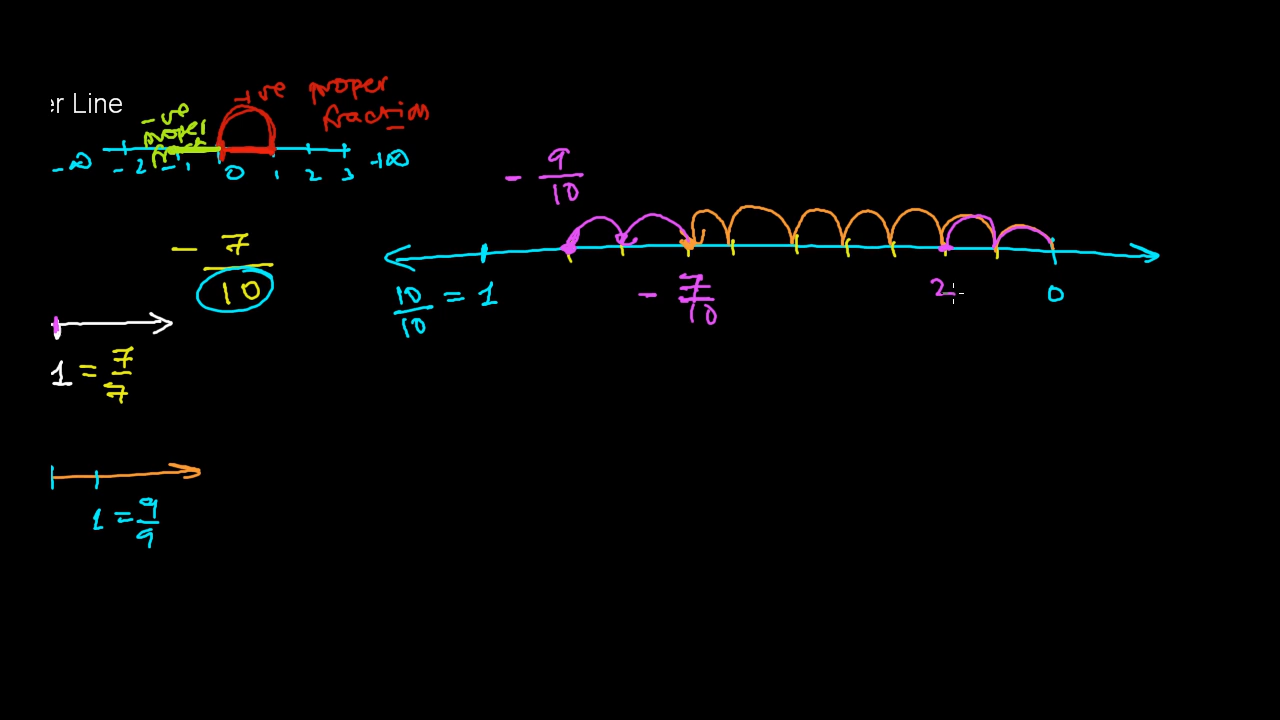 er Line
+ve proper
fraction
-ve
proper
fract
-∞ -2 -1 0 1 2 3 +∞
- 7/10
1 = 7/7
1 = 9/9
- 9/10
10/10 = 1
- 7/10
2
0